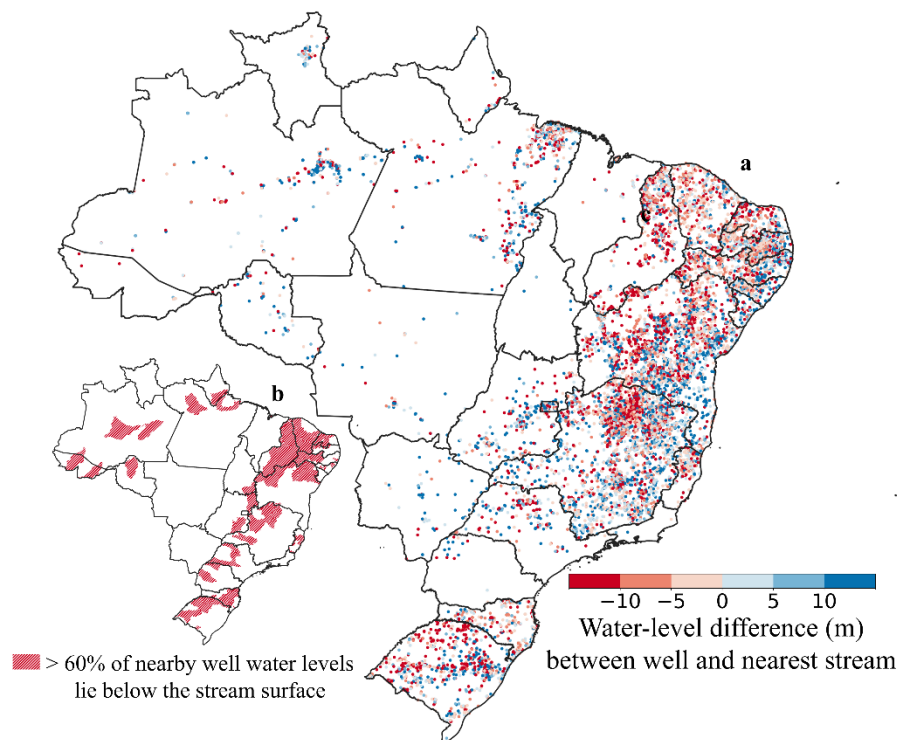 a
c
b
−10 −5 0 5 10
Water-level difference (m)
between well and nearest stream
> 60% of nearby well water levels
lie below the stream surface